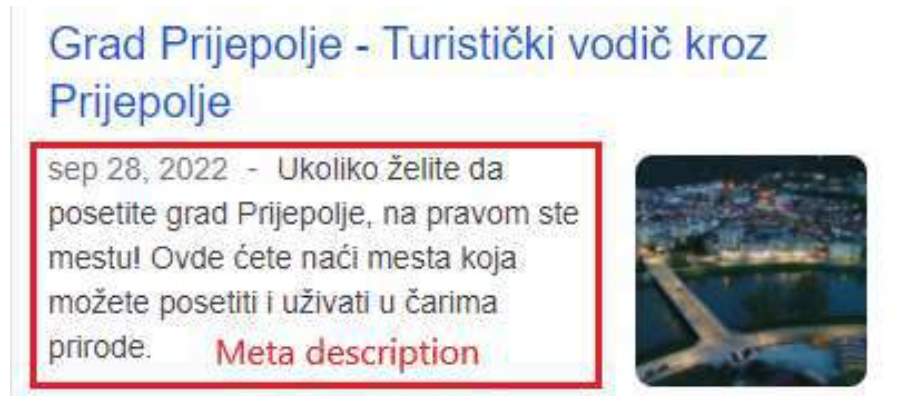 Grad Prijepolje - Turistički vodič kroz
Prijepolje
sep 28, 2022 - Ukoliko želite da
posetite grad Prijepolje, na pravom ste
mestu! Ovde ćete naći mesta koja
možete posetiti i uživati u čarima
prirode.
Meta description